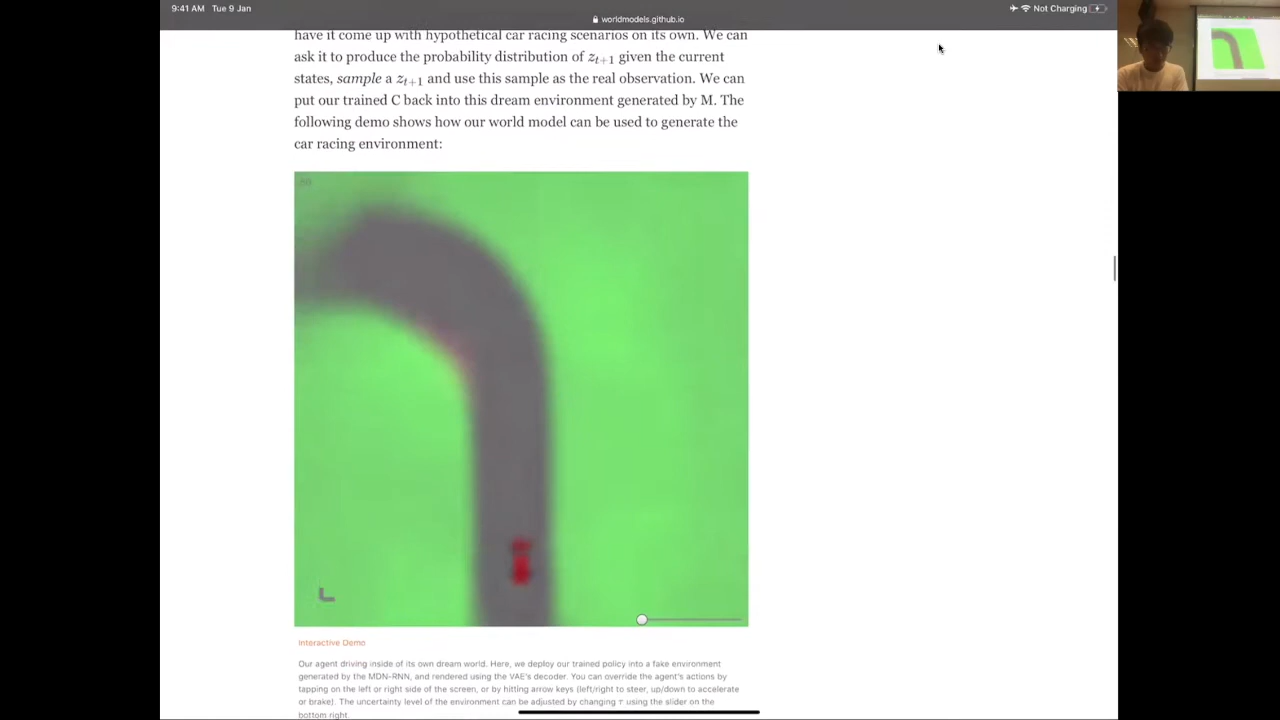 9:41 AM Tue 9 Jan
Not Charging
worldmodels.github.io
have it come up with hypothetical car racing scenarios on its own. We can
ask it to produce the probability distribution of zt+1 given the current
states, sample a zt+1 and use this sample as the real observation. We can
put our trained C back into this dream environment generated by M. The
following demo shows how our world model can be used to generate the
car racing environment:
Interactive Demo
Our agent driving inside of its own dream world. Here, we deploy our trained policy into a fake environment
generated by the MDN-RNN, and rendered using the VAE's decoder. You can override the agent's actions by
tapping on the left or right side of the screen, or by hitting arrow keys (left/right to steer, up/down to accelerate
or brake). The uncertainty level of the environment can be adjusted by changing τ using the slider on the
bottom right.